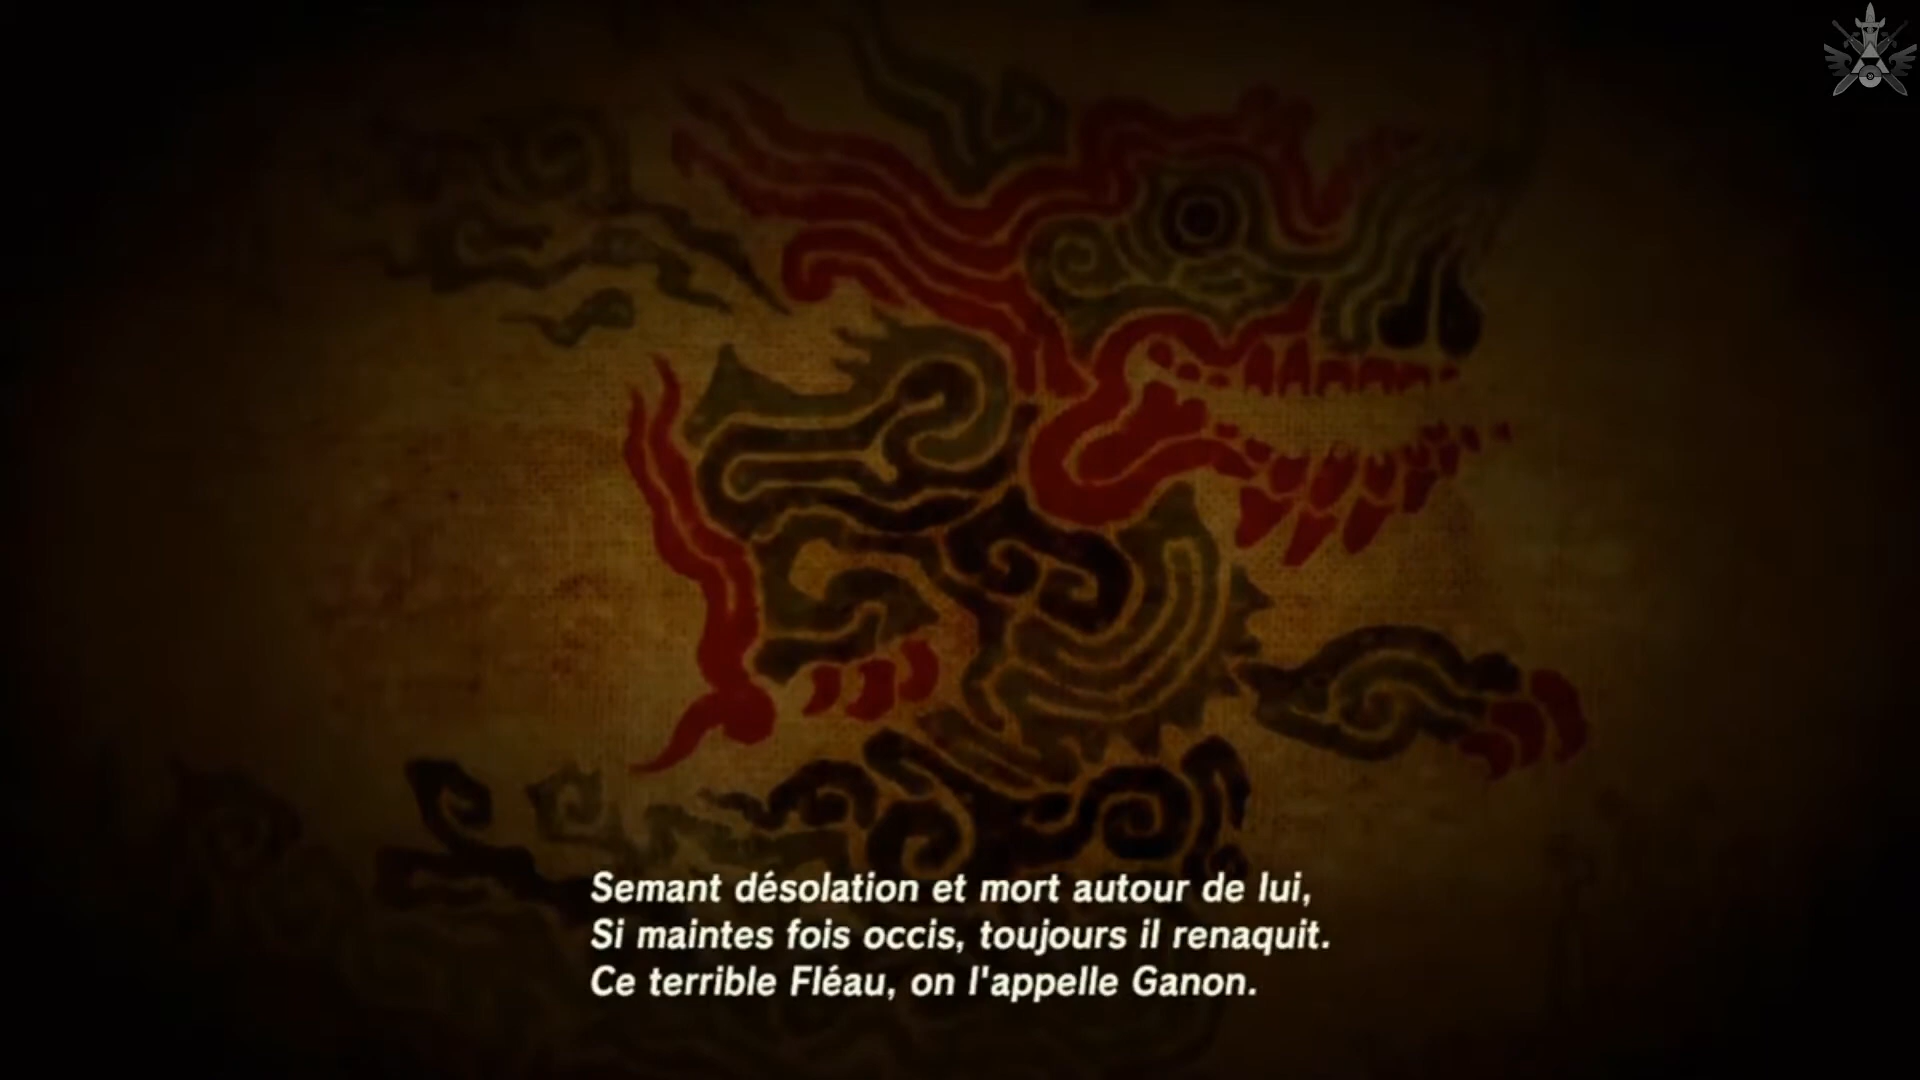 Semant désolation et mort autour de lui,
Si maintes fois occis, toujours il renaquit.
Ce terrible Fléau, on l'appelle Ganon.